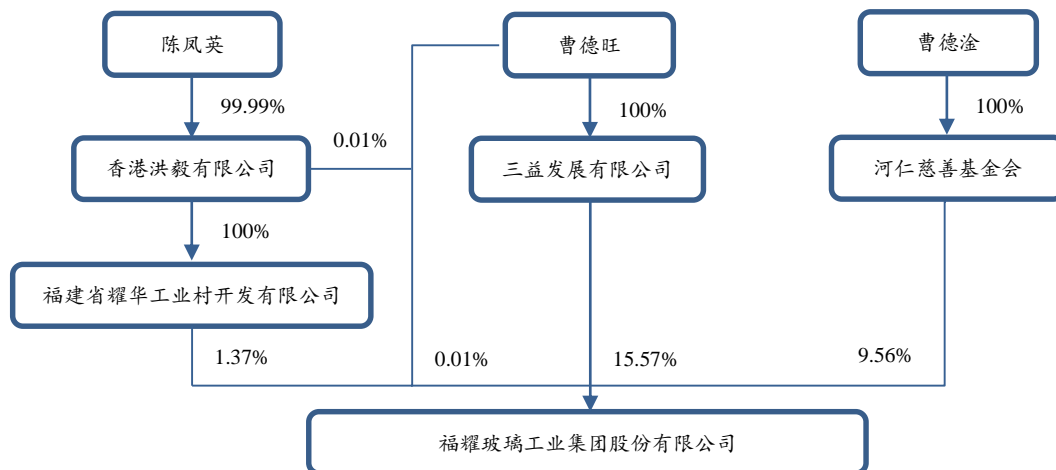 陈凤英
曹德旺
曹德淦
99.99%
100%
100%
0.01%
香港洪毅有限公司
三益发展有限公司
河仁慈善基金会
100%
福建省耀华工业村开发有限公司
1.37%
0.01%
15.57%
9.56%
福耀玻璃工业集团股份有限公司